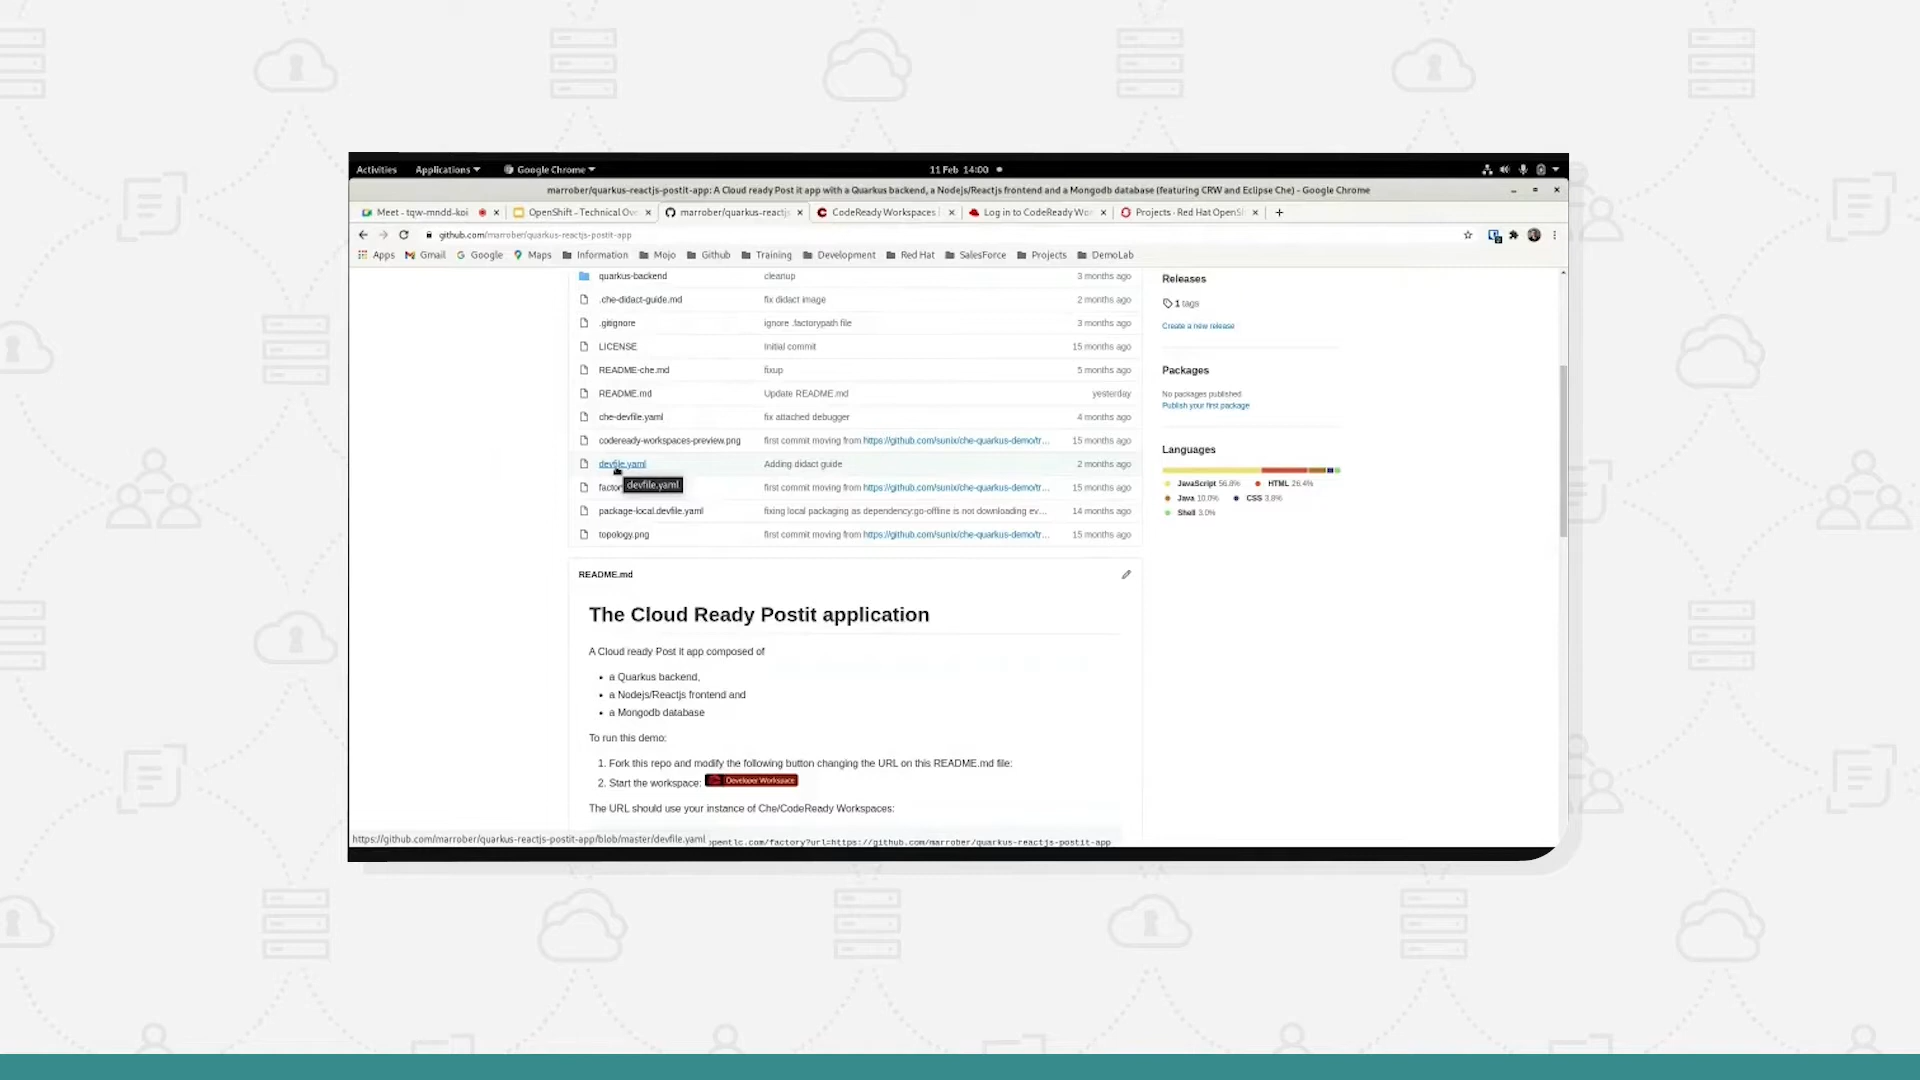 Activities Applications Google Chrome 11 Feb 14:00
marrober/quarkus-reactjs-postit-app: A Cloud ready Post it app with a Quarkus backend, a Nodejs/Reactjs frontend and a Mongodb database (featuring CRW and Eclipse Che) - Google Chrome
Meet - tqw-mndd-koi OpenShift - Technical Ov marrober/quarkus-reactjs CodeReady Workspaces Log in to CodeReady Wor Projects · Red Hat OpenS
github.com/marrober/quarkus-reactjs-postit-app
Apps Gmail Google Maps Information Mojo Github Training Development Red Hat SalesForce Projects DemoLab
quarkus-backend cleanup 3 months ago
.che-didact-guide.md fix didact image 2 months ago
.gitignore ignore .factorypath file 3 months ago
LICENSE Initial commit 15 months ago
README-che.md fixup 5 months ago
README.md Update README.md yesterday
che-devfile.yaml fix attached debugger 4 months ago
codeready-workspaces-preview.png first commit moving from https://github.com/sunix/che-quarkus-demo/tr... 15 months ago
devfile.yaml Adding didact guide 2 months ago
factor first commit moving from https://github.com/sunix/che-quarkus-demo/tr... 15 months ago
devfile.yaml
package-local.devfile.yaml fixing local packaging as dependency:go-offline is not downloading ev... 14 months ago
topology.png first commit moving from https://github.com/sunix/che-quarkus-demo/tr... 15 months ago
Releases
1 tags
Create a new release
Packages
No packages published
Publish your first package
Languages
JavaScript 56.8% HTML 26.4%
Java 10.0% CSS 3.8%
Shell 3.0%
README.md
The Cloud Ready Postit application
A Cloud ready Post it app composed of
• a Quarkus backend,
• a Nodejs/Reactjs frontend and
• a Mongodb database
To run this demo:
1. Fork this repo and modify the following button changing the URL on this README.md file:
2. Start the workspace: Developer Workspace
The URL should use your instance of Che/CodeReady Workspaces:
opentlc.com/factory?url=https://github.com/marrober/quarkus-reactjs-postit-app
https://github.com/marrober/quarkus-reactjs-postit-app/blob/master/devfile.yaml